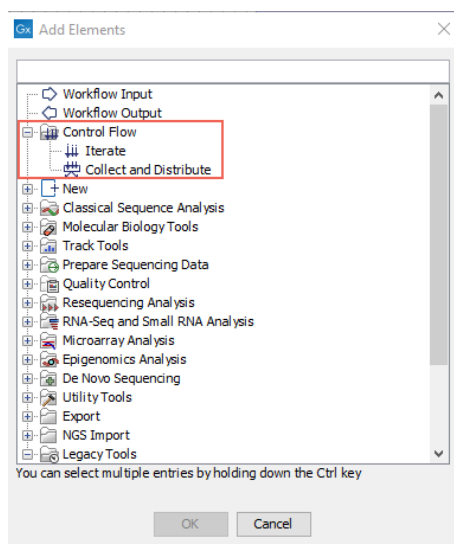 Gx Add Elements
Workflow Input
Workflow Output
Control Flow
Iterate
Collect and Distribute
New
Classical Sequence Analysis
Molecular Biology Tools
Track Tools
Prepare Sequencing Data
Quality Control
Resequencing Analysis
RNA-Seq and Small RNA Analysis
Microarray Analysis
Epigenomics Analysis
De Novo Sequencing
Utility Tools
Export
NGS Import
Legacy Tools
You can select multiple entries by holding down the Ctrl key
OK Cancel